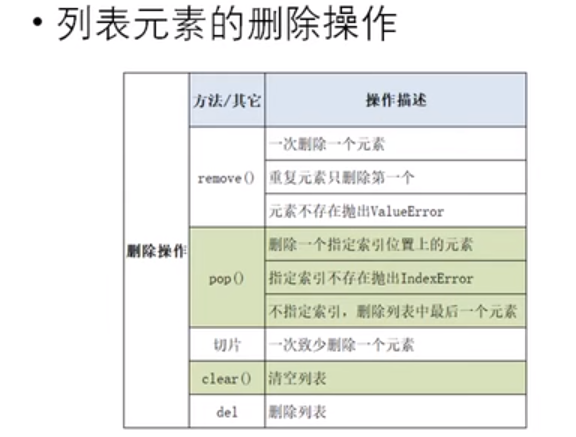 • 列表元素的删除操作
方法/其它 操作描述
删除操作
remove()
一次删除一个元素
重复元素只删除第一个
元素不存在抛出ValueError
pop()
删除一个指定索引位置上的元素
指定索引不存在抛出IndexError
不指定索引，删除列表中最后一个元素
切片 一次致少删除一个元素
clear() 清空列表
del 删除列表